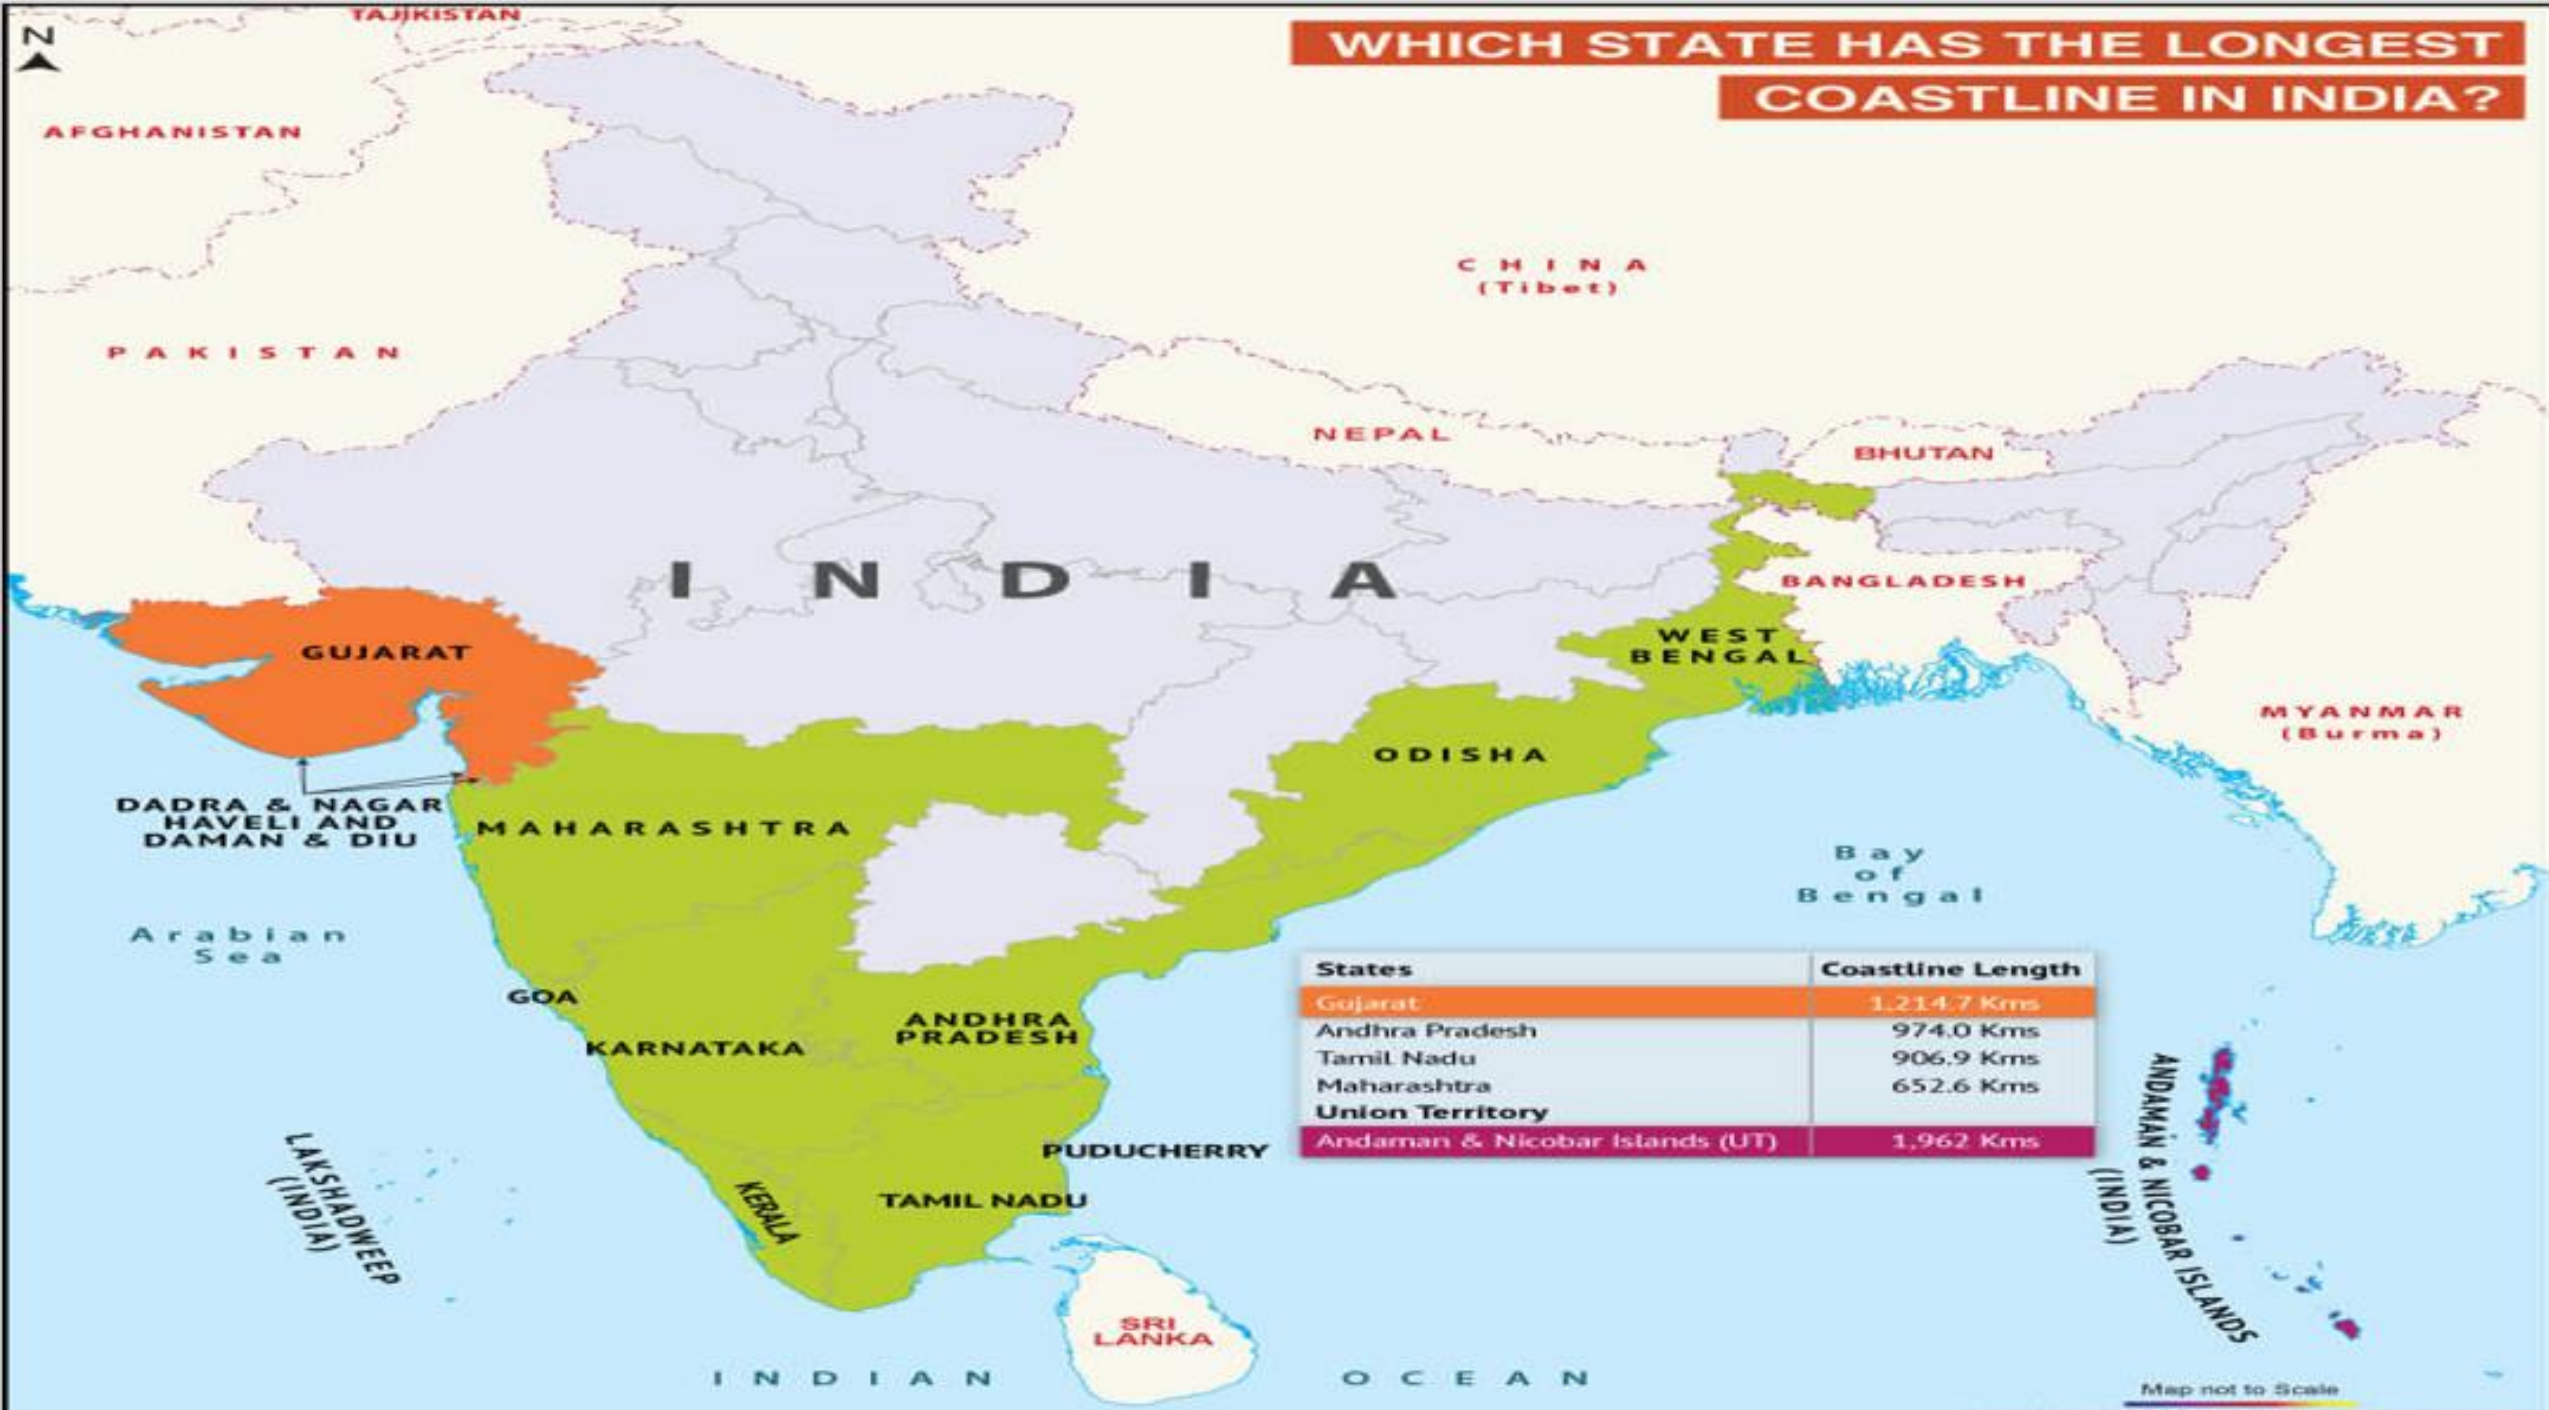 TAJIKISTAN
N
WHICH STATE HAS THE LONGEST
COASTLINE IN INDIA?
AFGHANISTAN
CHINA
(Tibet)
PAKISTAN
NEPAL
BHUTAN
INDIA
BANGLADESH
GUJARAT
WEST
BENGAL
MYANMAR
(Burma)
ODISHA
DADRA & NAGAR
HAVELI AND
DAMAN & DIU
MAHARASHTRA
Bay
of
Bengal
Arabian
Sea
States Coastline Length
Gujarat 1,214.7 Kms
Andhra Pradesh 974.0 Kms
Tamil Nadu 906.9 Kms
Maharashtra 652.6 Kms
Union Territory
Andaman & Nicobar Islands (UT) 1,962 Kms
GOA
ANDHRA
PRADESH
KARNATAKA
PUDUCHERRY
LAKSHADWEEP
(INDIA)
KERALA
TAMIL NADU
ANDAMAN & NICOBAR ISLANDS
(INDIA)
SRI
LANKA
INDIAN OCEAN
Map not to Scale